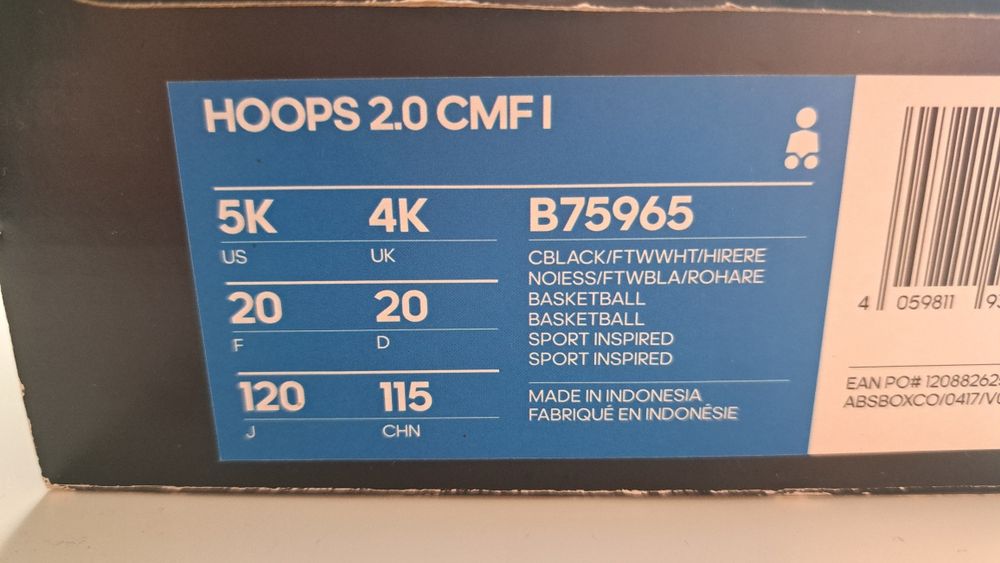 HOOPS 2.0 CMF I
5K 4K
US UK
20 20
F D
120 115
J CHN
B75965
CBLACK/FTWWHT/HIRERE
NOIESS/FTWBLA/ROHARE
BASKETBALL
BASKETBALL
SPORT INSPIRED
SPORT INSPIRED
MADE IN INDONESIA
FABRIQUÉ EN INDONÉSIE
4 059811
EAN PO#
ABSBOXCO/0417/